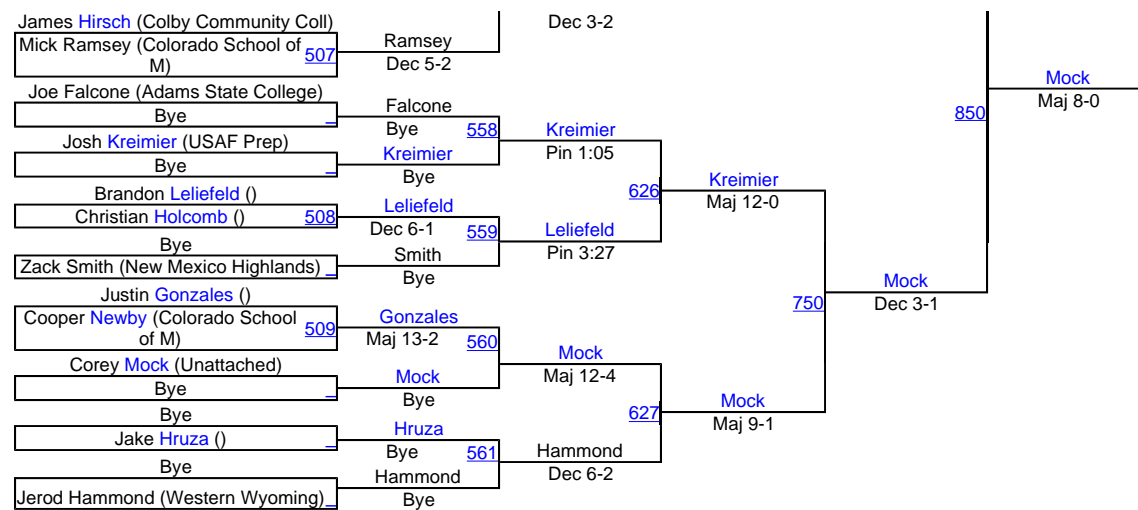 James Hirsch (Colby Community Coll)
Mick Ramsey (Colorado School of
M)
507
Ramsey
Dec 5-2
Dec 3-2
Joe Falcone (Adams State College)
Bye
Falcone
Bye
558
Josh Kreimier (USAF Prep)
Bye
Kreimier
Bye
Kreimier
Pin 1:05
Brandon Leliefeld ()
Christian Holcomb ()
508
Leliefeld
Dec 6-1
559
Bye
Zack Smith (New Mexico Highlands)
Smith
Bye
Leliefeld
Pin 3:27
626
Kreimier
Maj 12-0
Justin Gonzales ()
Cooper Newby (Colorado School
of M)
509
Gonzales
Maj 13-2
560
Corey Mock (Unattached)
Bye
Mock
Bye
Mock
Maj 12-4
Bye
Jake Hruza ()
Hruza
Bye
561
Bye
Jerod Hammond (Western Wyoming)
Hammond
Bye
Hammond
Dec 6-2
627
Mock
Maj 9-1
750
Mock
Dec 3-1
850
Mock
Maj 8-0